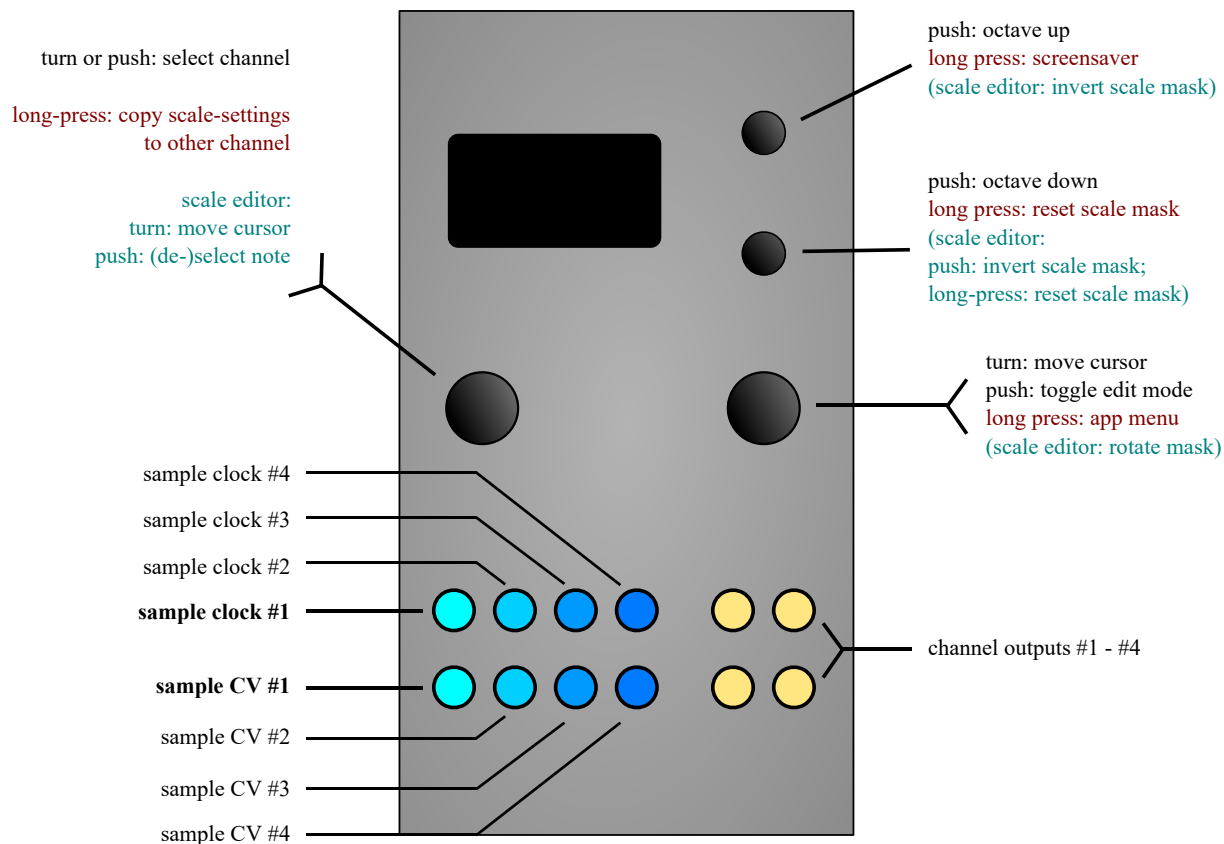 turn or push: select channel
long-press: copy scale-settings
to other channel
scale editor:
turn: move cursor
push: (de-)select note
push: octave up
long press: screensaver
(scale editor: invert scale mask)
push: octave down
long press: reset scale mask
(scale editor:
push: invert scale mask;
long-press: reset scale mask)
turn: move cursor
push: toggle edit mode
long press: app menu
(scale editor: rotate mask)
sample clock #4
sample clock #3
sample clock #2
sample clock #1
sample CV #1
sample CV #2
sample CV #3
sample CV #4
channel outputs #1 - #4